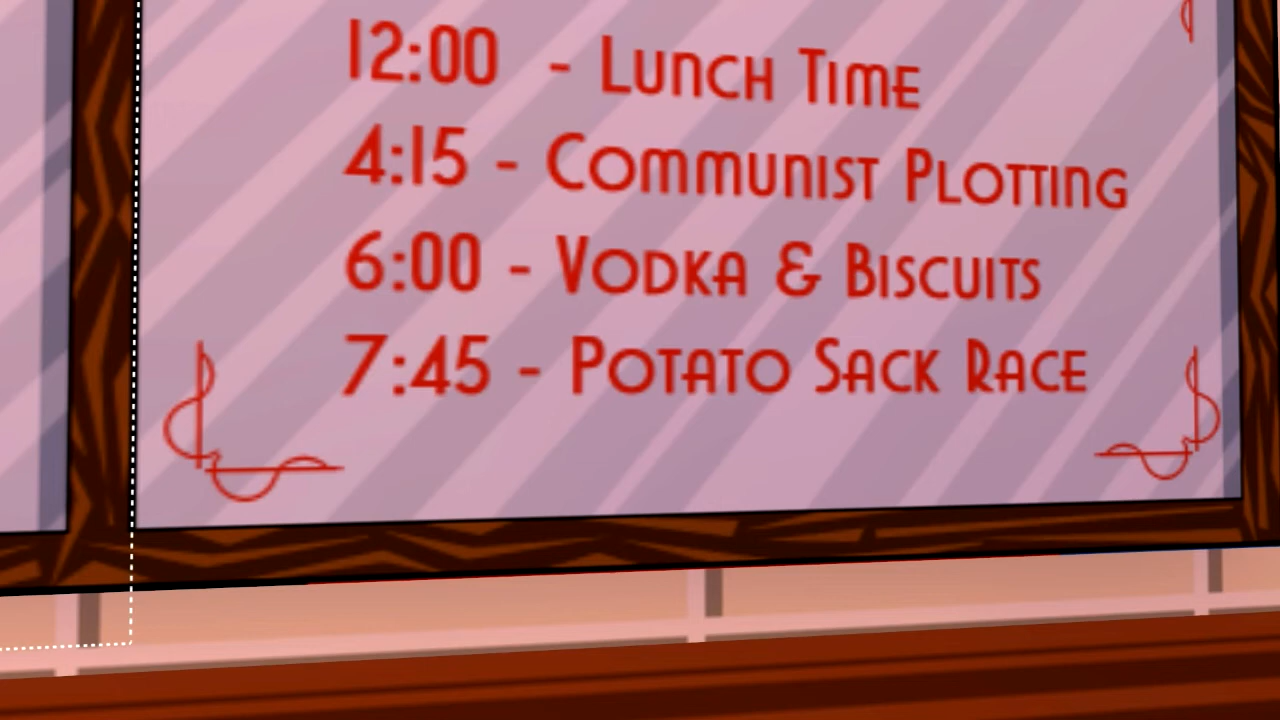 12:00 - Lunch Time
4:15 - Communist Plotting
6:00 - Vodka & Biscuits
7:45 - Potato Sack Race